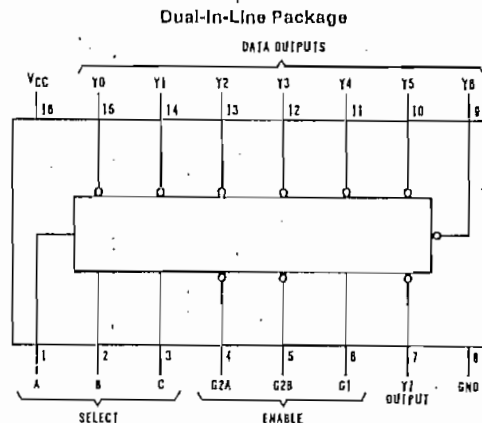 Dual-In-Line Package
DATA OUTPUTS
VCC Y0 Y1 Y2 Y3 Y4 Y5 Y6
16 15 14 13 12 11 10 9
1 2 3 4 5 6 7 8
A B C G2A G2B G1 Y7 GND
OUTPUT
SELECT ENABLE